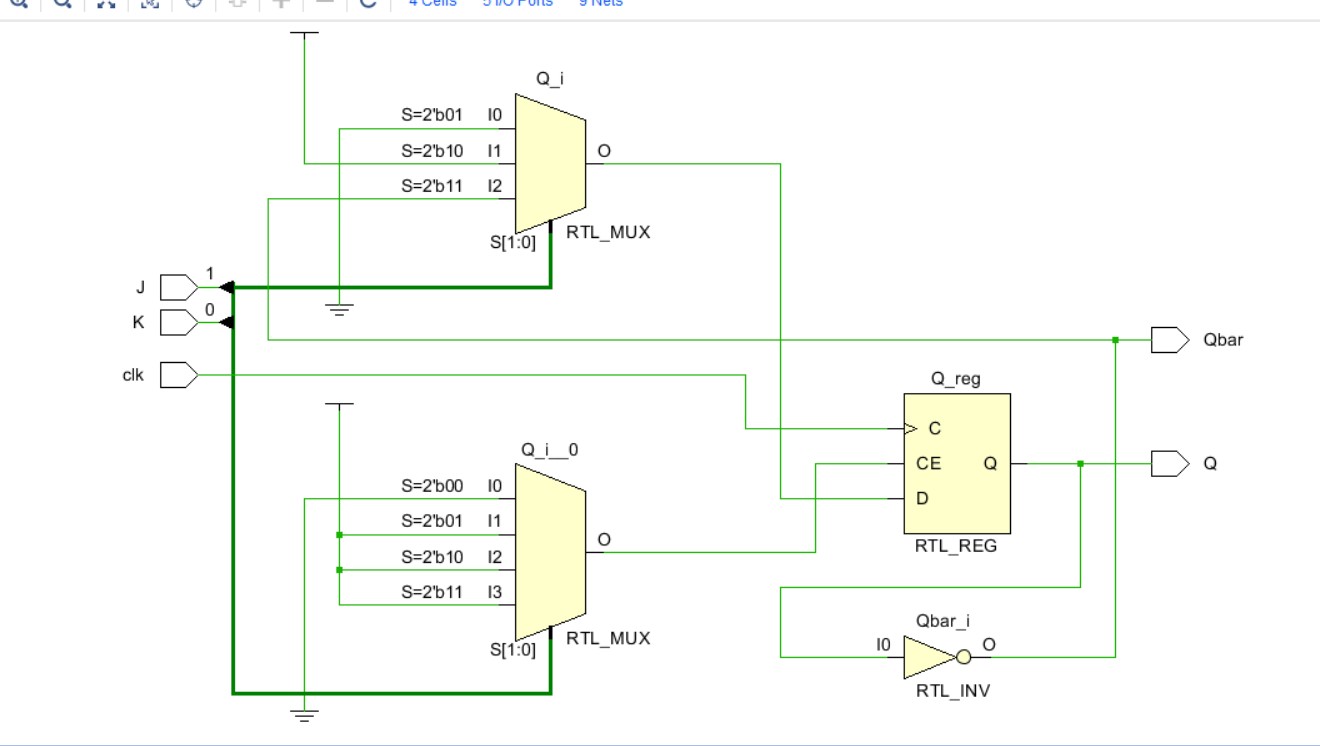 4 Cells 5 I/O Ports 9 Nets
Q_i
S=2'b01 I0
S=2'b10 I1 O
S=2'b11 I2
S[1:0] RTL_MUX
J 1
K 0
Qbar
clk
Q_reg
C
Q_i__0
CE Q Q
S=2'b00 I0 D
S=2'b01 I1
O RTL_REG
S=2'b10 I2
S=2'b11 I3
Qbar_i
S[1:0] RTL_MUX
I0 O
RTL_INV